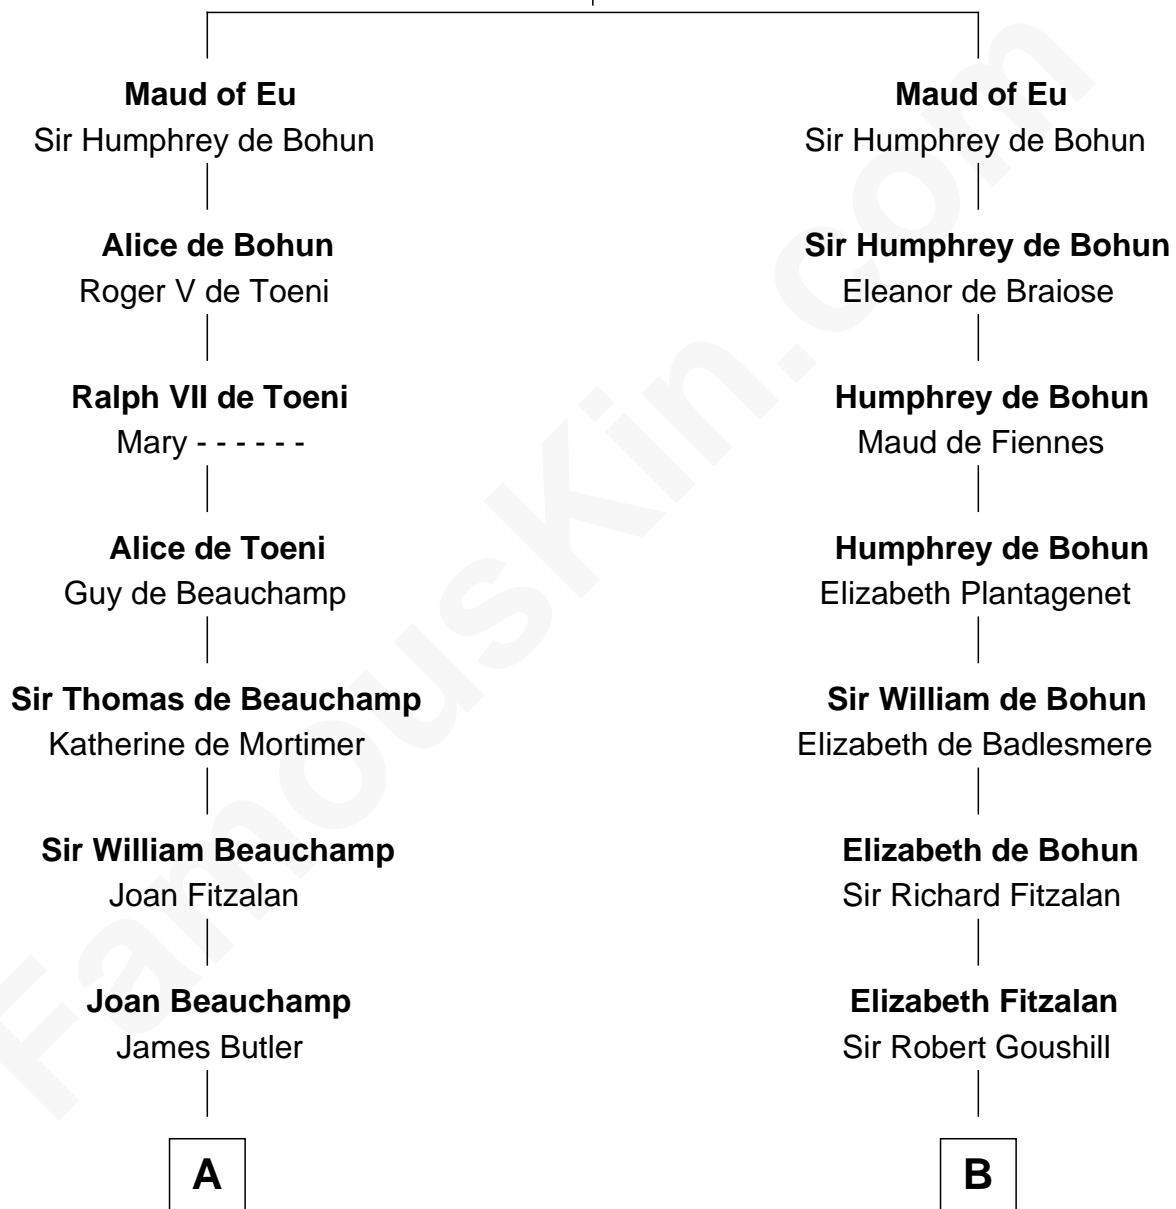 Maud of Eu
Sir Humphrey de Bohun
Alice de Bohun
Roger V de Toeni
Ralph VII de Toeni
Mary - - - - - -
Alice de Toeni
Guy de Beauchamp
Sir Thomas de Beauchamp
Katherine de Mortimer
Sir William Beauchamp
Joan Fitzalan
Joan Beauchamp
James Butler
A
Maud of Eu
Sir Humphrey de Bohun
Sir Humphrey de Bohun
Eleanor de Braiose
Humphrey de Bohun
Maud de Fiennes
Humphrey de Bohun
Elizabeth Plantagenet
Sir William de Bohun
Elizabeth de Badlesmere
Elizabeth de Bohun
Sir Richard Fitzalan
Elizabeth Fitzalan
Sir Robert Goushill
B
FamousKin.com